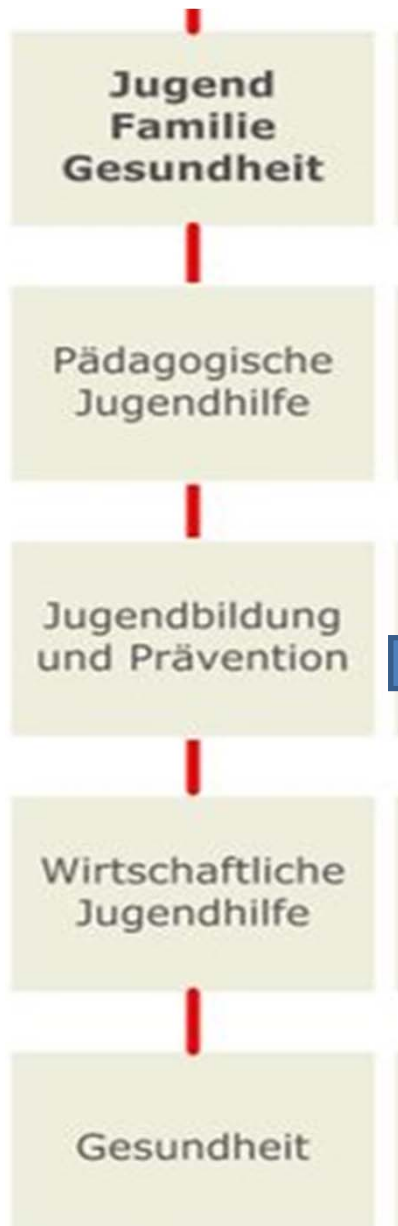 Jugend
Familie
Gesundheit
Pädagogische
Jugendhilfe
Jugendbildung
und Prävention
Wirtschaftliche
Jugendhilfe
Gesundheit